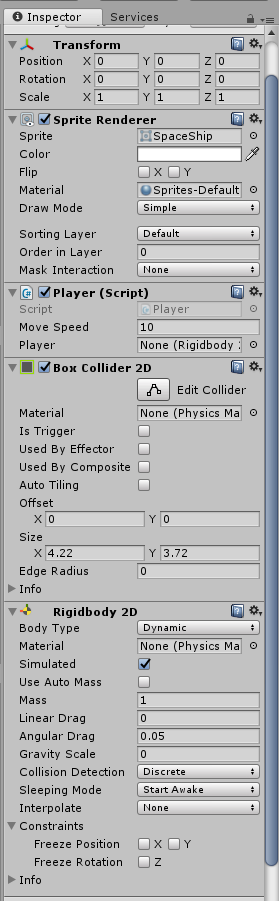 Inspector Services
Transform
Position X 0 Y 0 Z 0
Rotation X 0 Y 0 Z 0
Scale X 1 Y 1 Z 1
Sprite Renderer
Sprite SpaceShip
Color
Flip X Y
Material Sprites-Default
Draw Mode Simple
Sorting Layer Default
Order in Layer 0
Mask Interaction None
Player (Script)
Script Player
Move Speed 10
Player None (Rigidbody 2
Box Collider 2D
Edit Collider
Material None (Physics Ma
Is Trigger
Used By Effector
Used By Composite
Auto Tiling
Offset
X 0 Y 0
Size
X 4.22 Y 3.72
Edge Radius 0
Info
Rigidbody 2D
Body Type Dynamic
Material None (Physics Ma
Simulated
Use Auto Mass
Mass 1
Linear Drag 0
Angular Drag 0.05
Gravity Scale 0
Collision Detection Discrete
Sleeping Mode Start Awake
Interpolate None
Constraints
Freeze Position X Y
Freeze Rotation Z
Info